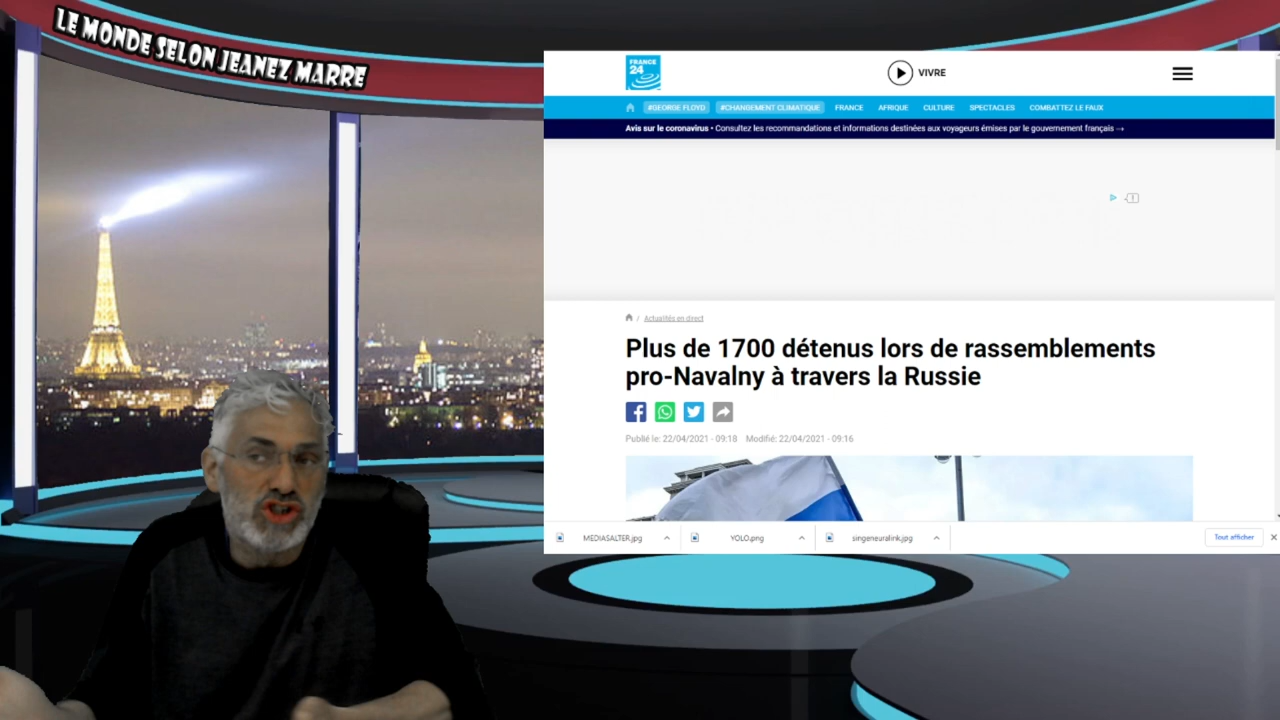 LE MONDE SELON JEANEZ MARRE
FRANCE
24
VIVRE
#GEORGE FLOYD #CHANGEMENT CLIMATIQUE FRANCE AFRIQUE CULTURE SPECTACLES COMBATTEZ LE FAUX
Avis sur le coronavirus • Consultez les recommandations et informations destinées aux voyageurs émises par le gouvernement français →
/ Actualités en direct
Plus de 1700 détenus lors de rassemblements
pro-Navalny à travers la Russie
Publié le: 22/04/2021 - 09:18 Modifié: 22/04/2021 - 09:16
MEDIASALTER.jpg YOLO.png singeneuralink.jpg Tout afficher